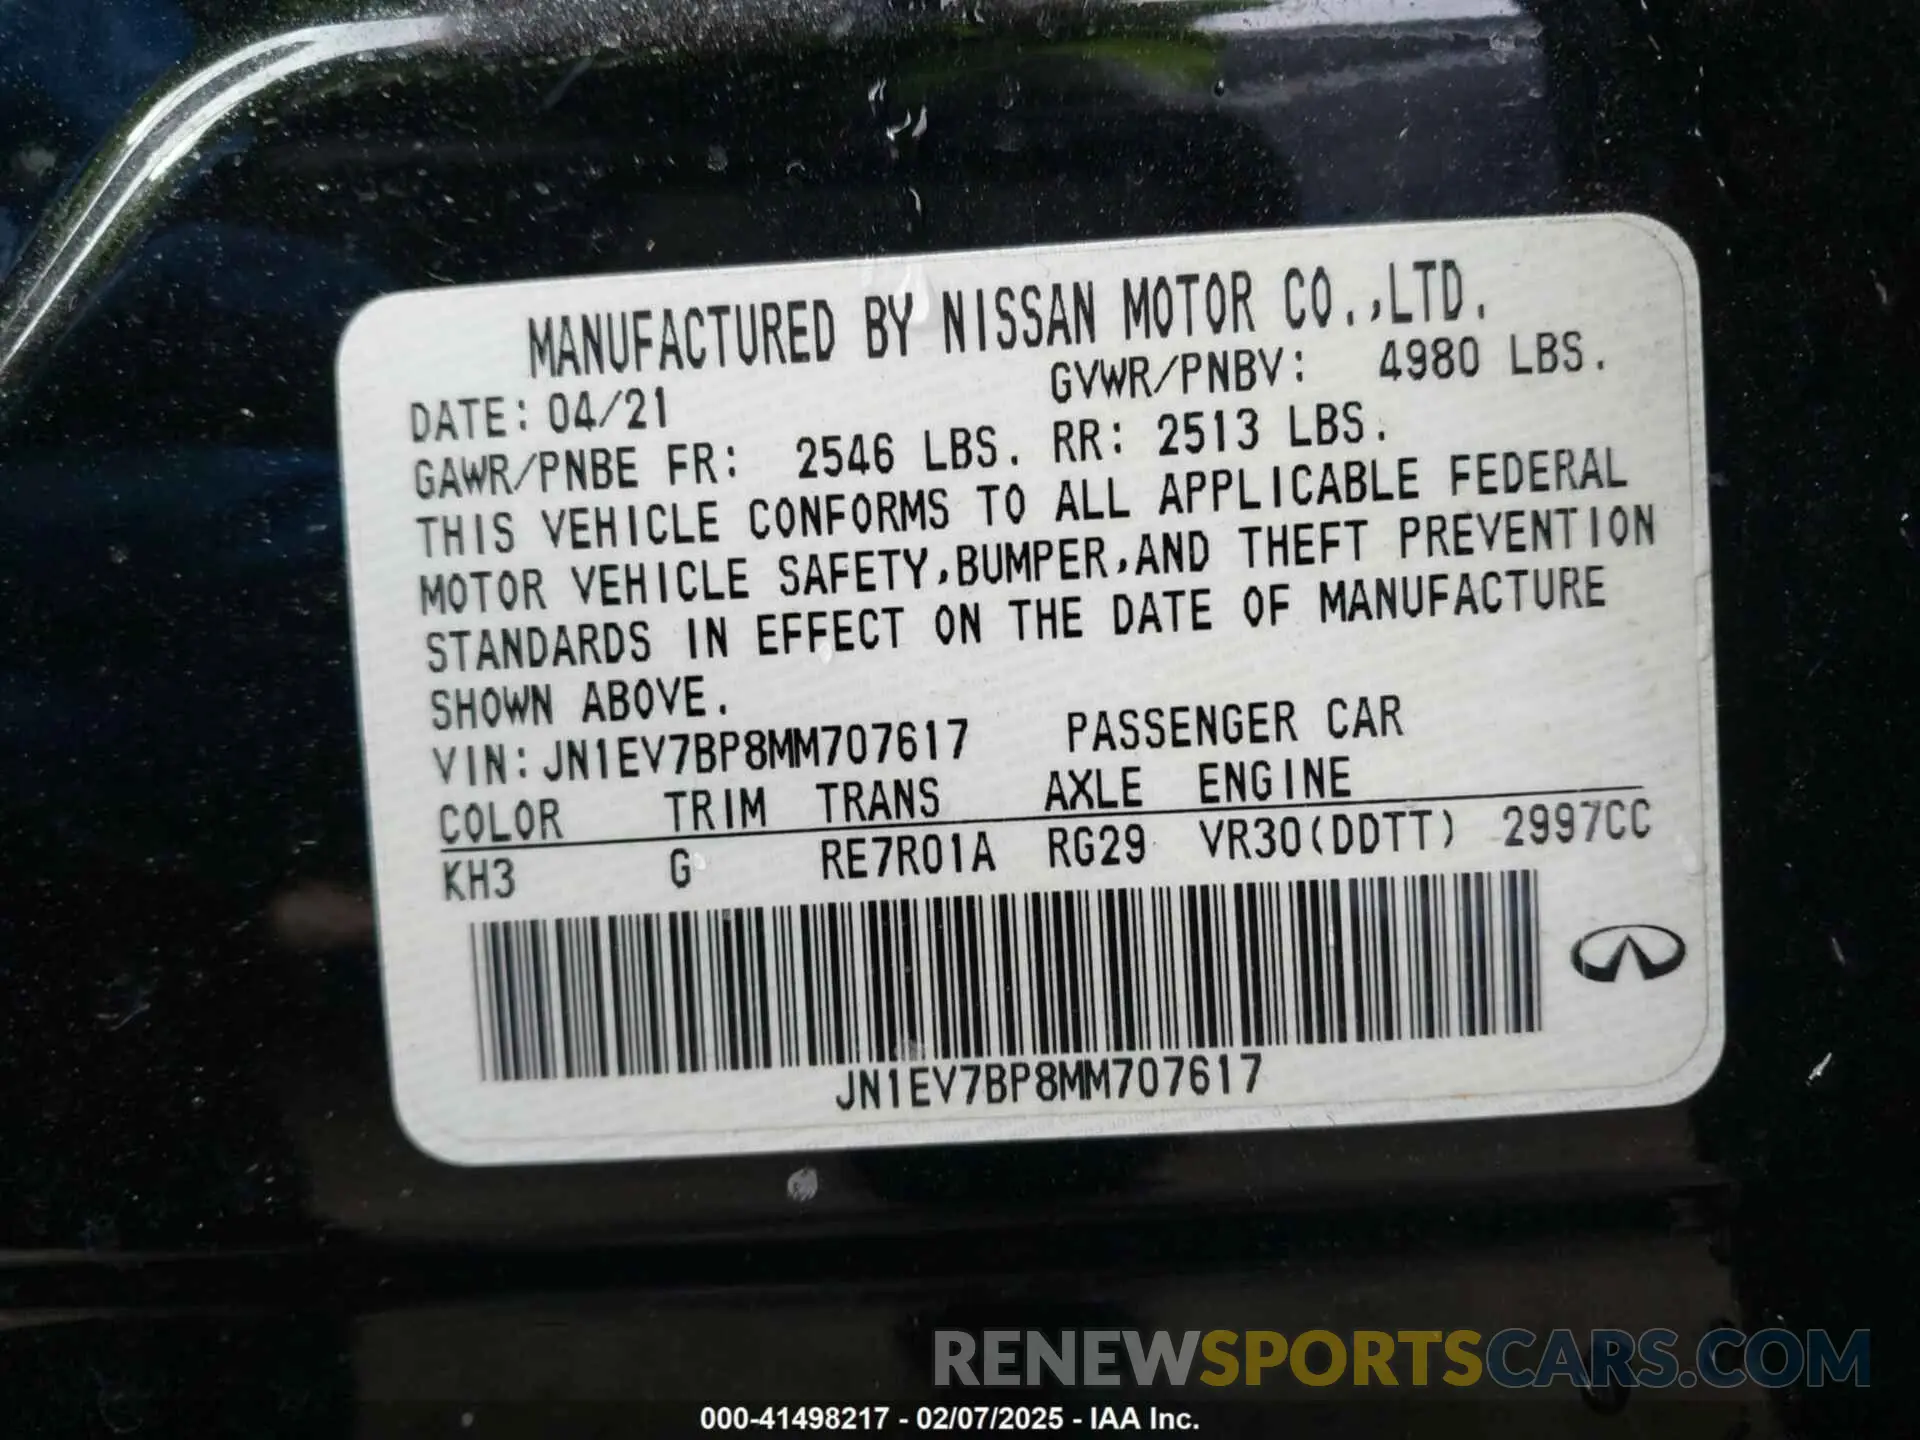 MANUFACTURED BY NISSAN MOTOR CO.,LTD.
DATE: 04/21 GVWR/PNBV: 4980 LBS.
GAWR/PNBE FR: 2546 LBS. RR: 2513 LBS.
THIS VEHICLE CONFORMS TO ALL APPLICABLE FEDERAL
MOTOR VEHICLE SAFETY,BUMPER,AND THEFT PREVENTION
STANDARDS IN EFFECT ON THE DATE OF MANUFACTURE
SHOWN ABOVE.
VIN:JN1EV7BP8MM707617 PASSENGER CAR
COLOR TRIM TRANS AXLE ENGINE
KH3 G RE7R01A RG29 VR30(DDTT) 2997CC
JN1EV7BP8MM707617
RENEWSPORTSCARS.COM
000-41498217 - 02/07/2025 - IAA Inc.